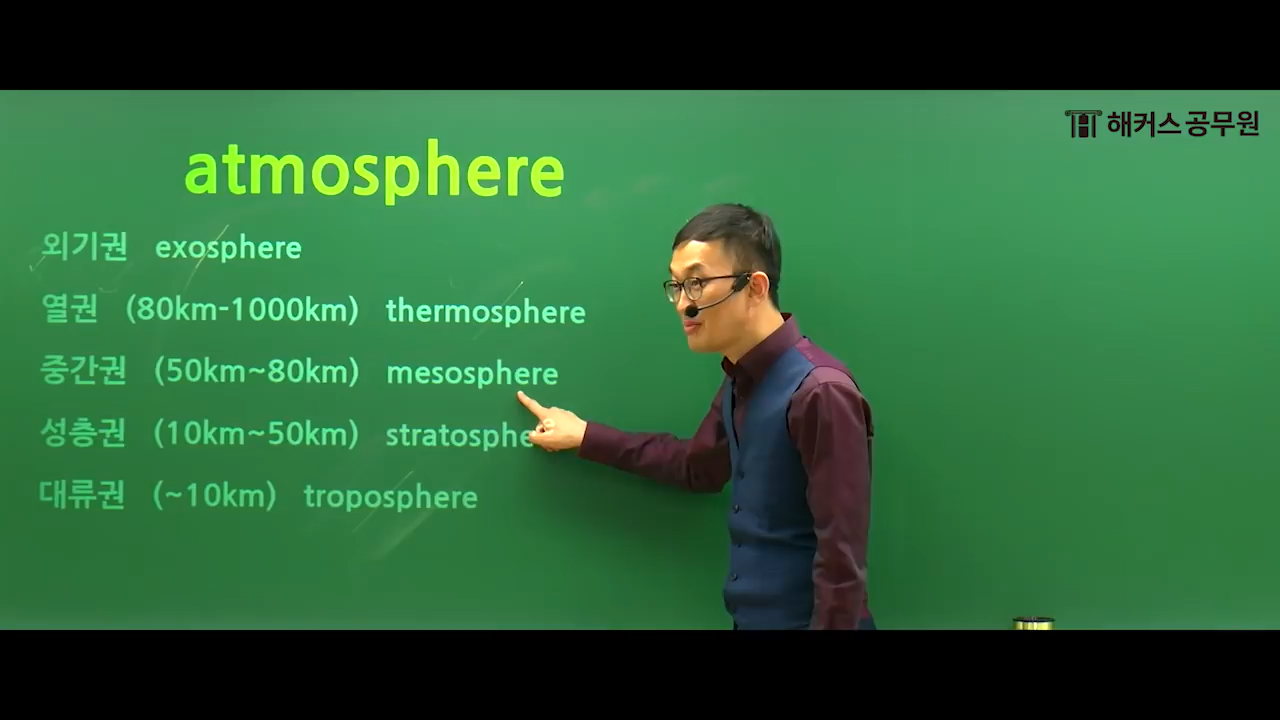 해커스 공무원
atmosphere
외기권 exosphere
열권 (80km-1000km) thermosphere
중간권 (50km~80km) mesosphere
성층권 (10km~50km) stratosphe
대류권 (~10km) troposphere